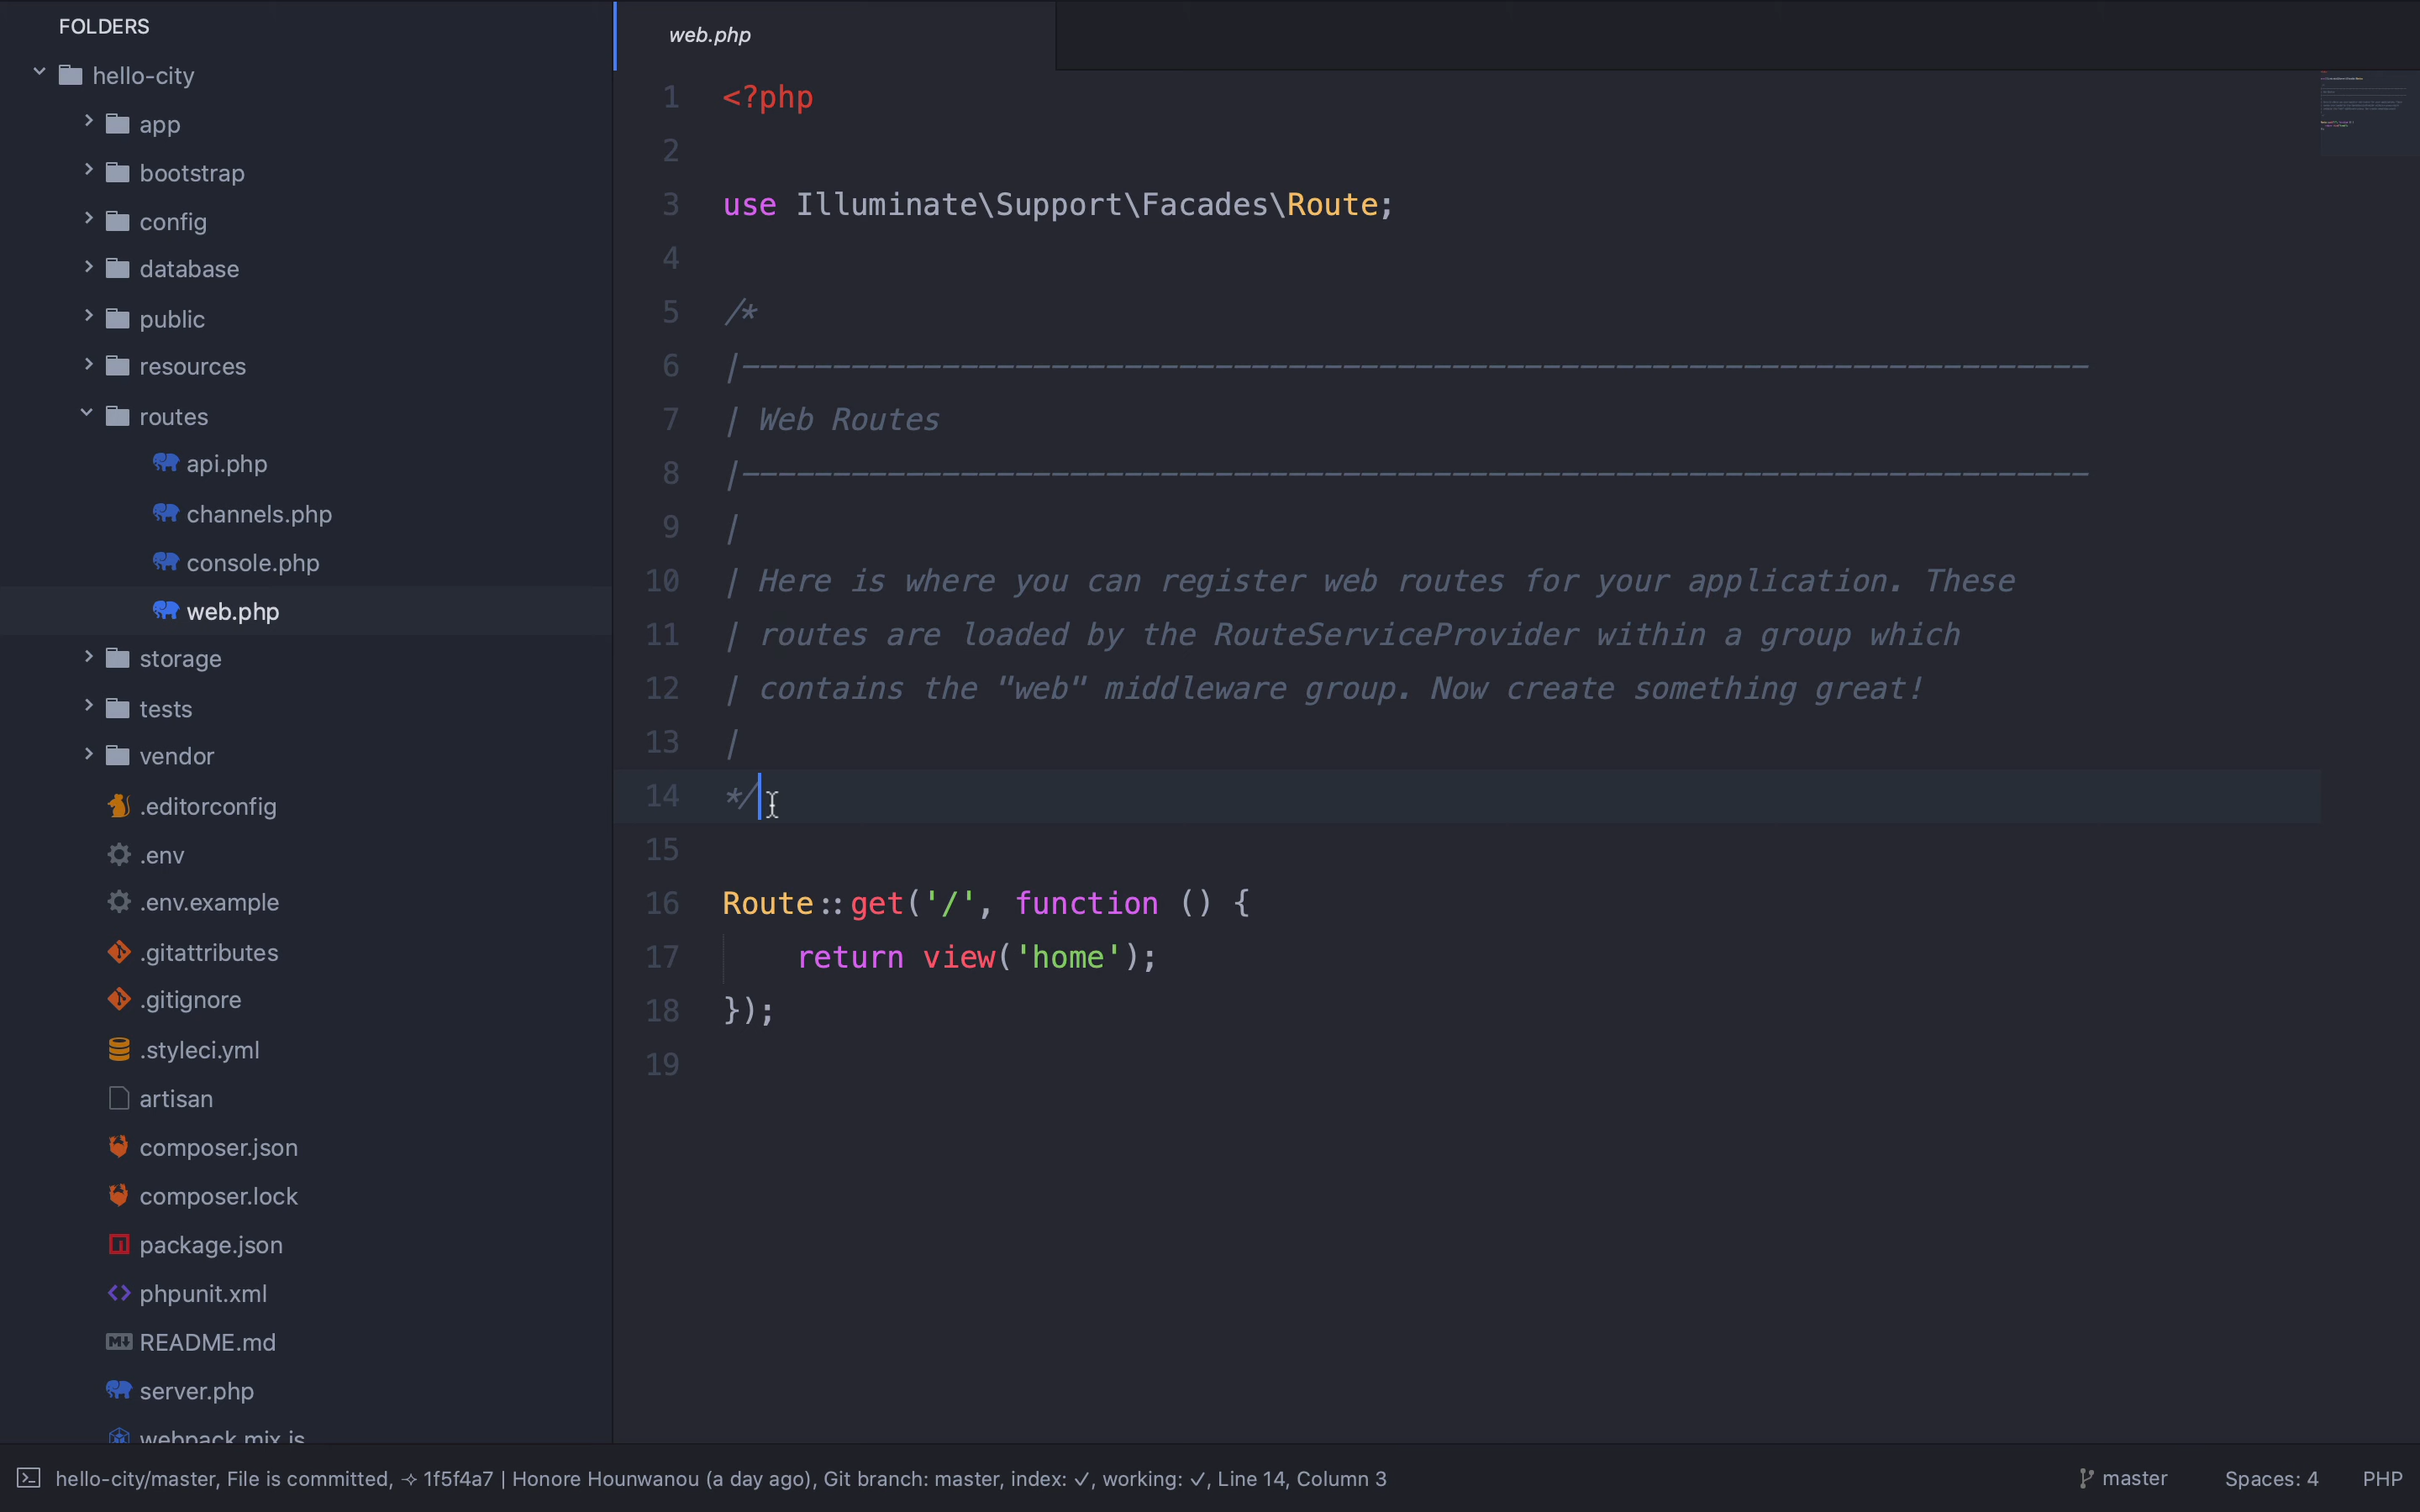 FOLDERS
hello-city
app
bootstrap
config
database
public
resources
routes
api.php
channels.php
console.php
web.php
storage
tests
vendor
.editorconfig
.env
.env.example
.gitattributes
.gitignore
.styleci.yml
artisan
composer.json
composer.lock
package.json
phpunit.xml
README.md
server.php
webpack.mix.js
web.php
1 <?php
2
3 use Illuminate\Support\Facades\Route;
4
5 /*
6 |--------------------------------------------------------------------------
7 | Web Routes
8 |--------------------------------------------------------------------------
9 |
10 | Here is where you can register web routes for your application. These
11 | routes are loaded by the RouteServiceProvider within a group which
12 | contains the "web" middleware group. Now create something great!
13 |
14 */
15
16 Route::get('/', function () {
17     return view('home');
18 });
19
hello-city/master, File is committed, ⟢ 1f5f4a7 | Honore Hounwanou (a day ago), Git branch: master, index: ✓, working: ✓, Line 14, Column 3
master
Spaces: 4
PHP